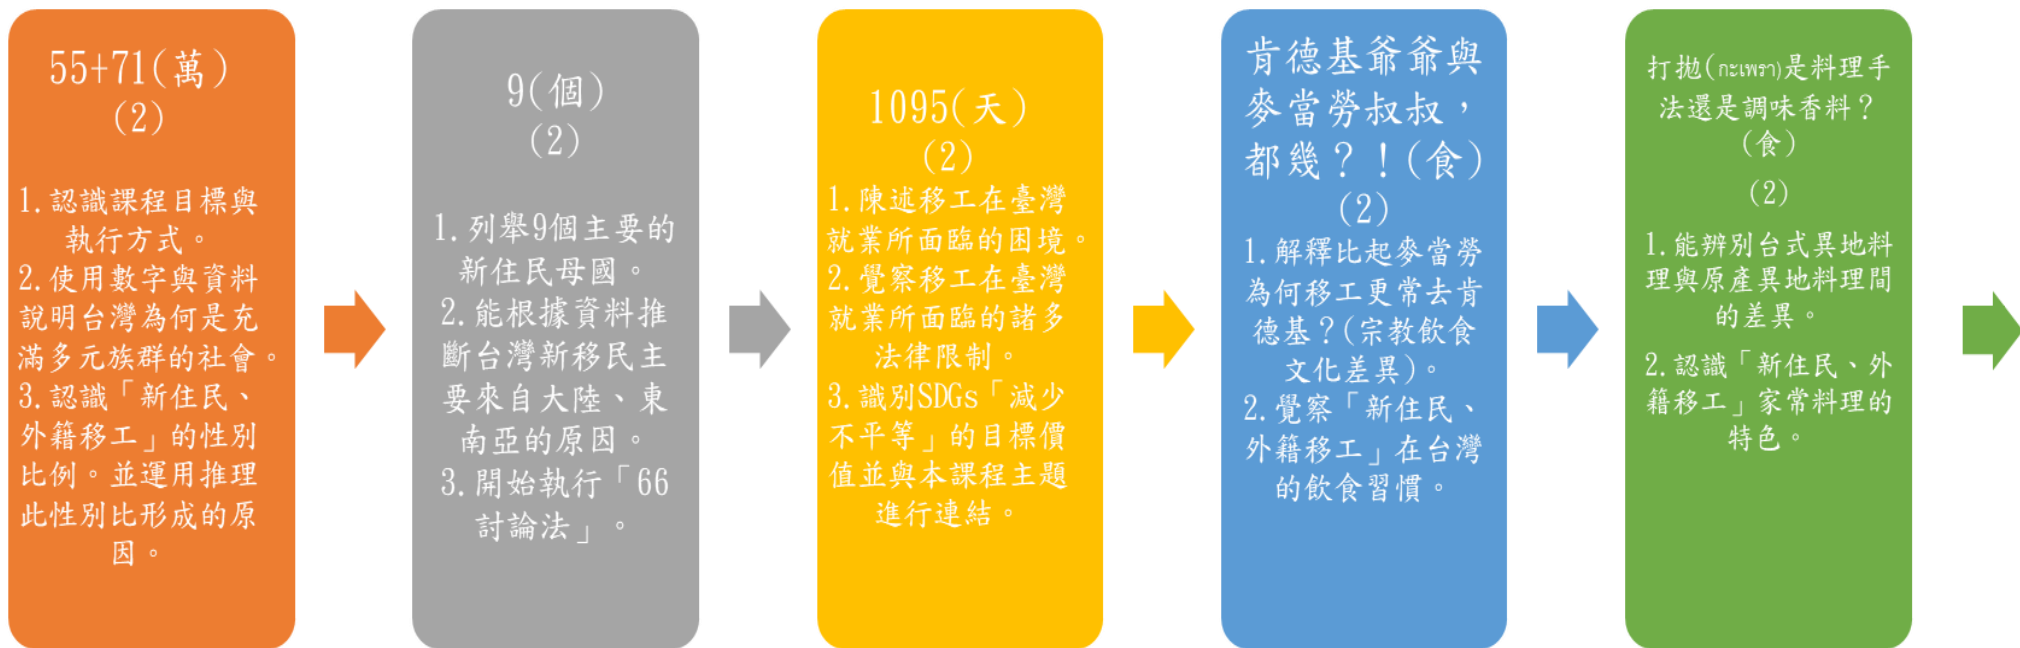 55+71(萬)
(2)
1.認識課程目標與
執行方式。
2.使用數字與資料
說明台灣為何是充
滿多元族群的社會。
3.認識「新住民、
外籍移工」的性別
比例。並運用推理
此性別比形成的原
因。
9(個)
(2)
1.列舉9個主要的
新住民母國。
2.能根據資料推
斷台灣新移民主
要來自大陸、東
南亞的原因。
3.開始執行「66
討論法」。
1095(天)
(2)
1.陳述移工在臺灣
就業所面臨的困境。
2.覺察移工在臺灣
就業所面臨的諸多
法律限制。
3.識別SDGs「減少
不平等」的目標價
值並與本課程主題
進行連結。
肯德基爺爺與
麥當勞叔叔，
都幾？！(食)
(2)
1.解釋比起麥當勞
為何移工更常去肯
德基？(宗教飲食
文化差異)。
2.覺察「新住民、
外籍移工」在台灣
的飲食習慣。
打拋(กะเพรา)是料理手
法還是調味香料？
(食)
(2)
1.能辨別台式異地料
理與原產異地料理間
的差異。
2.認識「新住民、外
籍移工」家常料理的
特色。